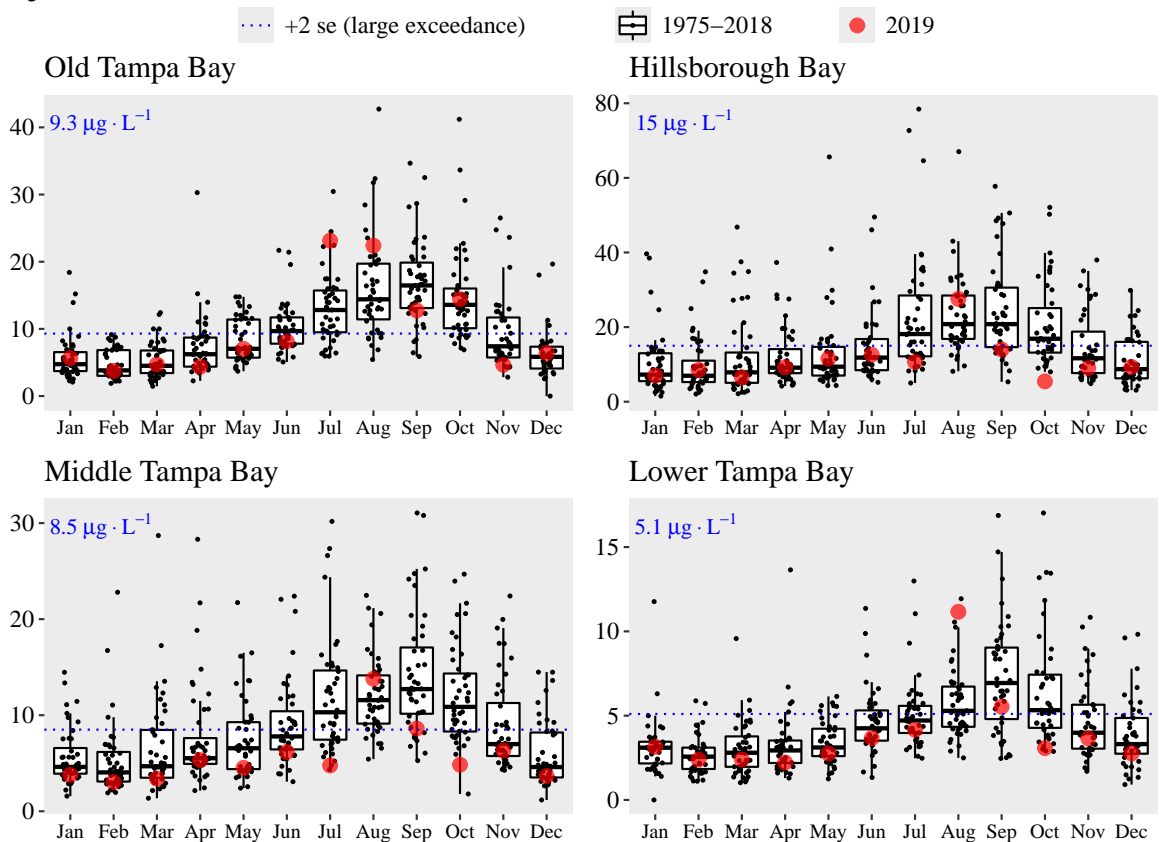 +2 se (large exceedance) 1975−2018 2019
Old Tampa Bay
9.3 μg · L⁻¹
40
30
20
10
0
Jan Feb Mar Apr May Jun Jul Aug Sep Oct Nov Dec
Hillsborough Bay
15 μg · L⁻¹
80
60
40
20
0
Jan Feb Mar Apr May Jun Jul Aug Sep Oct Nov Dec
Middle Tampa Bay
8.5 μg · L⁻¹
30
20
10
0
Jan Feb Mar Apr May Jun Jul Aug Sep Oct Nov Dec
Lower Tampa Bay
5.1 μg · L⁻¹
15
10
5
0
Jan Feb Mar Apr May Jun Jul Aug Sep Oct Nov Dec